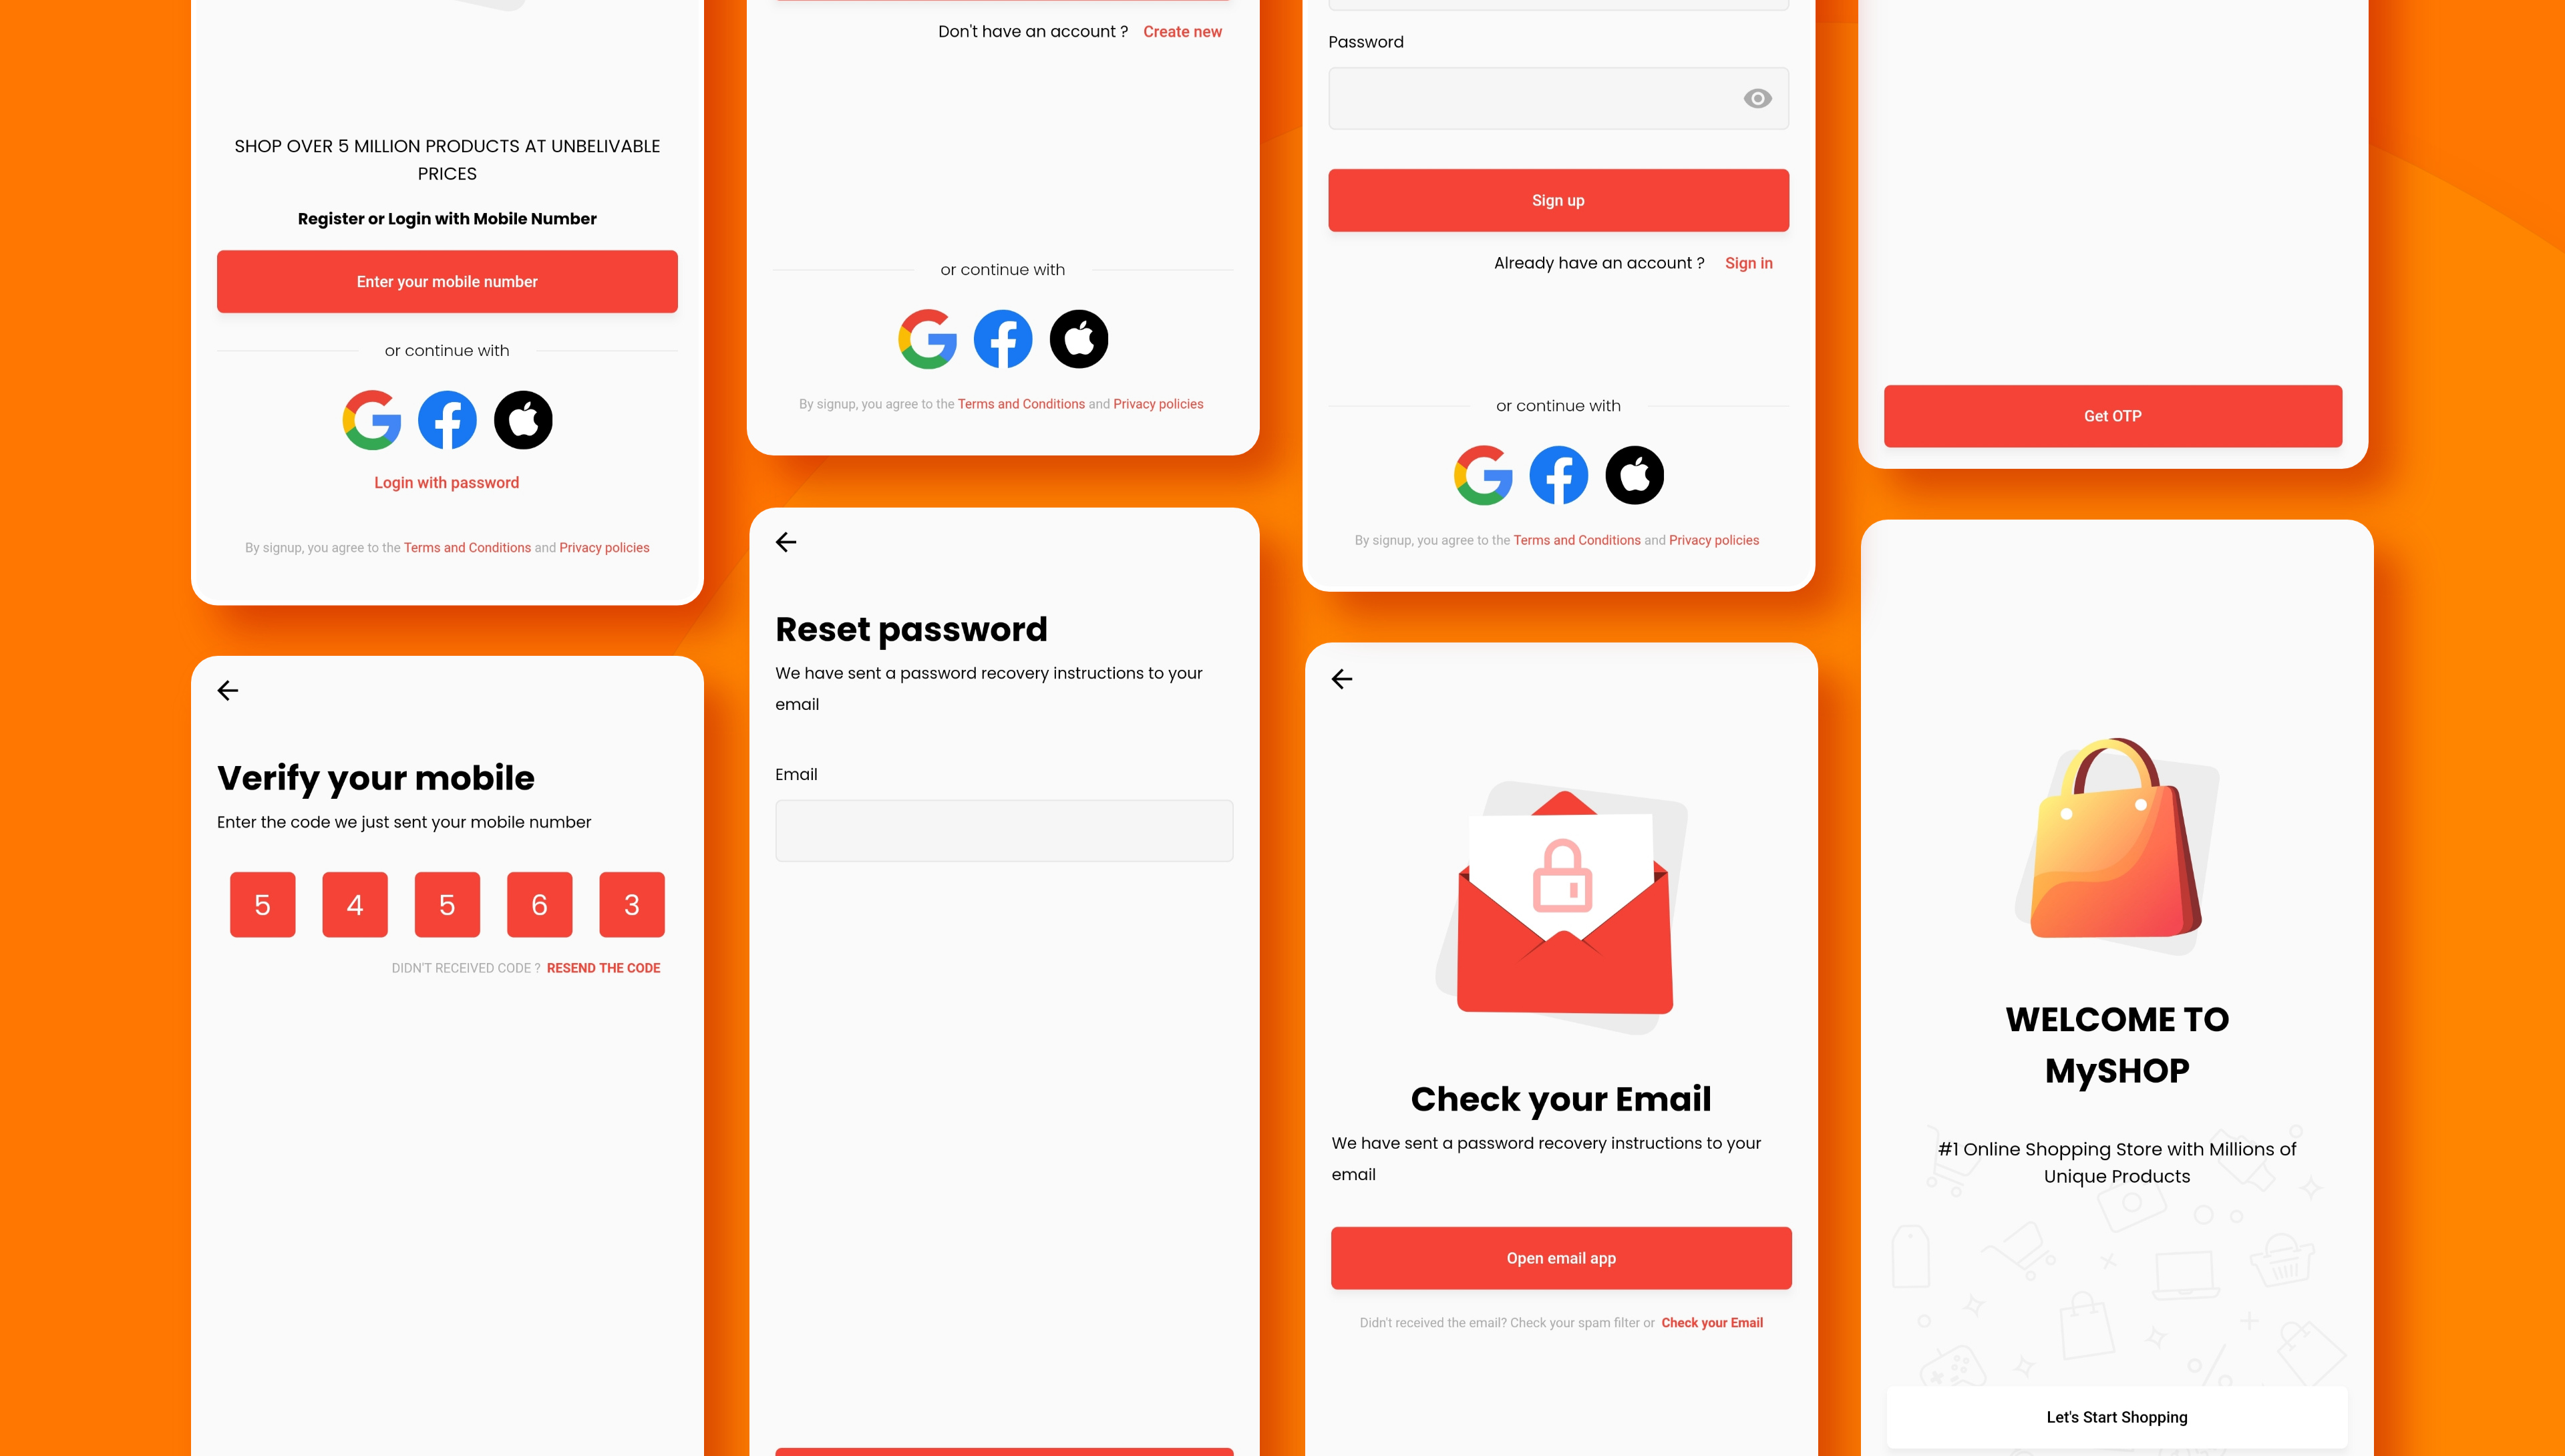 SHOP OVER 5 MILLION PRODUCTS AT UNBELIVABLE
PRICES
Register or Login with Mobile Number
Enter your mobile number
or continue with
Login with password
By signup, you agree to the Terms and Conditions and Privacy policies
Verify your mobile
Enter the code we just sent your mobile number
5 4 5 6 3
DIDN'T RECEIVED CODE ? RESEND THE CODE
Don't have an account ? Create new
or continue with
By signup, you agree to the Terms and Conditions and Privacy policies
Reset password
We have sent a password recovery instructions to your
email
Email
Password
Sign up
Already have an account ? Sign in
or continue with
By signup, you agree to the Terms and Conditions and Privacy policies
Check your Email
We have sent a password recovery instructions to your
email
Open email app
Didn't received the email? Check your spam filter or Check your Email
Get OTP
WELCOME TO
MySHOP
#1 Online Shopping Store with Millions of
Unique Products
Let's Start Shopping